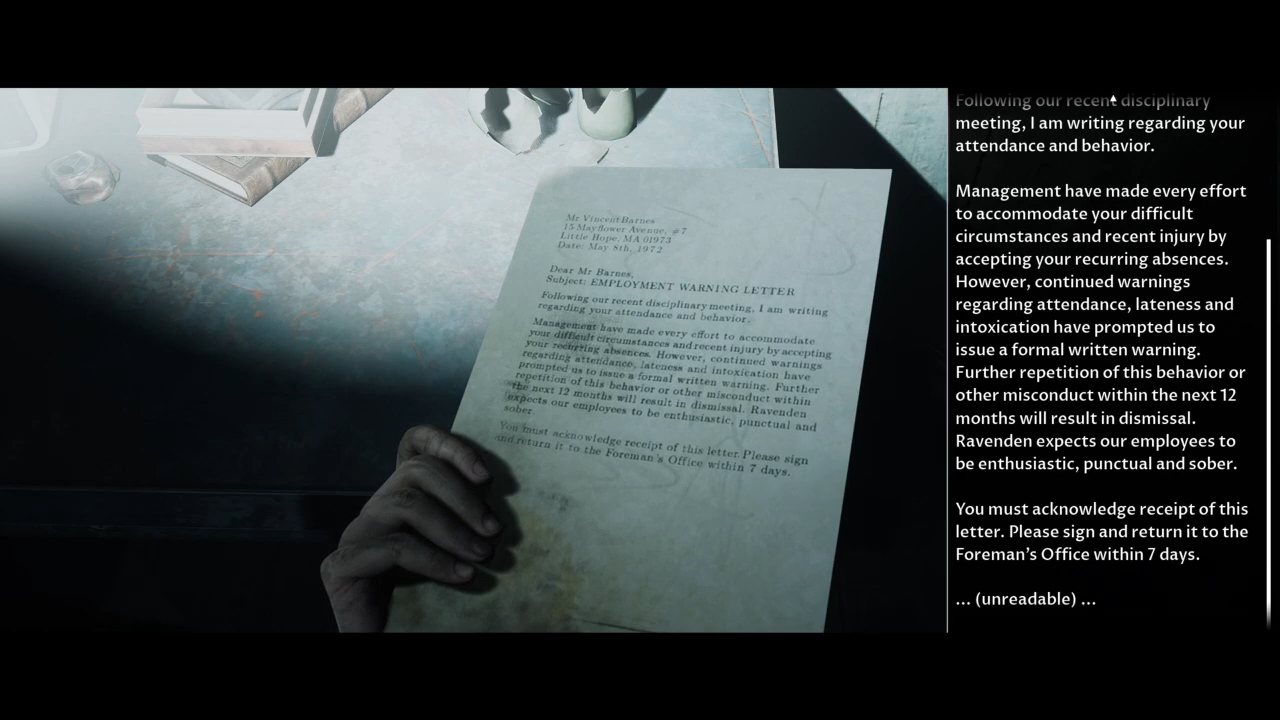 Mr Vincent Barnes
15 Mayflower Avenue, #7
Little Hope, MA 01973
Date: May 8th, 1972
Dear Mr Barnes,
Subject: EMPLOYMENT WARNING LETTER
Following our recent disciplinary meeting, I am writing
regarding your attendance and behavior.
Management have made every effort to accommodate
your difficult circumstances and recent injury by accepting
your recurring absences. However, continued warnings
regarding attendance, lateness and intoxication have
prompted us to issue a formal written warning. Further
repetition of this behavior or other misconduct within
the next 12 months will result in dismissal. Ravenden
expects our employees to be enthusiastic, punctual and
sober.
You must acknowledge receipt of this letter. Please sign
and return it to the Foreman's Office within 7 days.
Following our recent disciplinary
meeting, I am writing regarding your
attendance and behavior.
Management have made every effort
to accommodate your difficult
circumstances and recent injury by
accepting your recurring absences.
However, continued warnings
regarding attendance, lateness and
intoxication have prompted us to
issue a formal written warning.
Further repetition of this behavior or
other misconduct within the next 12
months will result in dismissal.
Ravenden expects our employees to
be enthusiastic, punctual and sober.
You must acknowledge receipt of this
letter. Please sign and return it to the
Foreman’s Office within 7 days.
... (unreadable) ...